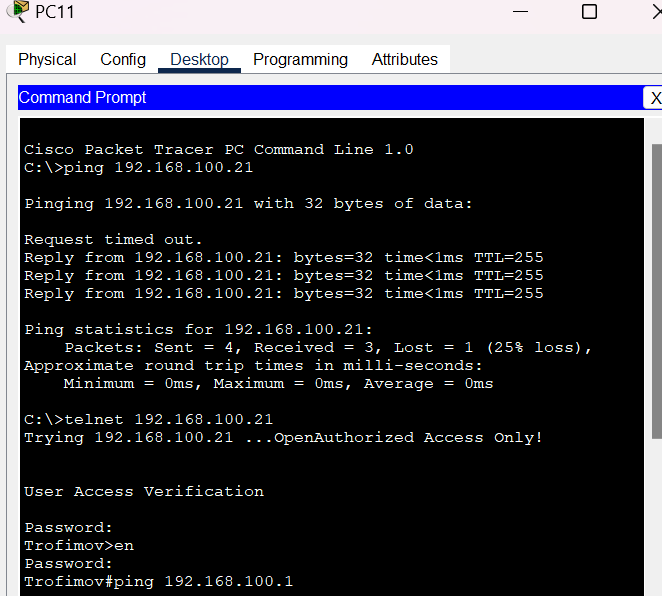 PC11
Physical Config Desktop Programming Attributes
Command Prompt
X
Cisco Packet Tracer PC Command Line 1.0
C:\>ping 192.168.100.21
Pinging 192.168.100.21 with 32 bytes of data:
Request timed out.
Reply from 192.168.100.21: bytes=32 time<1ms TTL=255
Reply from 192.168.100.21: bytes=32 time<1ms TTL=255
Reply from 192.168.100.21: bytes=32 time<1ms TTL=255
Ping statistics for 192.168.100.21:
Packets: Sent = 4, Received = 3, Lost = 1 (25% loss),
Approximate round trip times in milli-seconds:
Minimum = 0ms, Maximum = 0ms, Average = 0ms
C:\>telnet 192.168.100.21
Trying 192.168.100.21 ...OpenAuthorized Access Only!
User Access Verification
Password:
Trofimov>en
Password:
Trofimov#ping 192.168.100.1